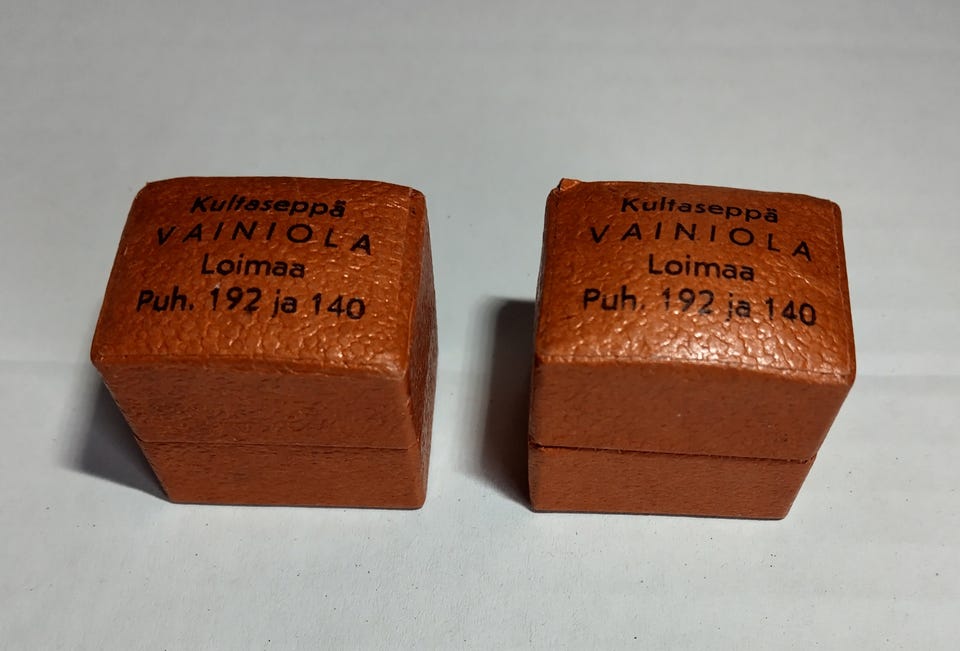 Kultaseppä
VAINIOLA
Loimaa
Puh. 192 ja 140
Kultaseppä
VAINIOLA
Loimaa
Puh. 192 ja 140